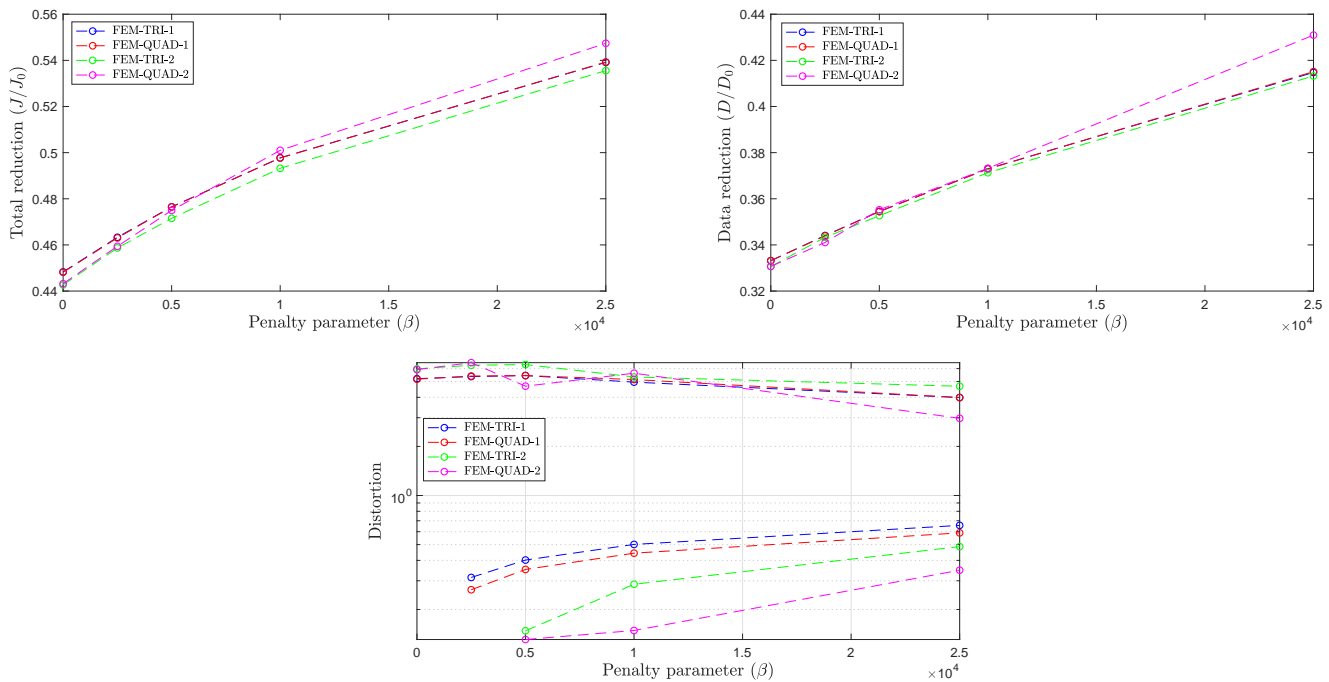 Total reduction (J/J0)
0.56
0.54
0.52
0.5
0.48
0.46
0.44
FEM-TRI-1
FEM-QUAD-1
FEM-TRI-2
FEM-QUAD-2
0 0.5 1 1.5 2 2.5
×10^4
Penalty parameter (β)
Data reduction (D/D0)
0.44
0.42
0.4
0.38
0.36
0.34
0.32
FEM-TRI-1
FEM-QUAD-1
FEM-TRI-2
FEM-QUAD-2
0 0.5 1 1.5 2 2.5
×10^4
Penalty parameter (β)
Distortion
10^0
FEM-TRI-1
FEM-QUAD-1
FEM-TRI-2
FEM-QUAD-2
0 0.5 1 1.5 2 2.5
×10^4
Penalty parameter (β)